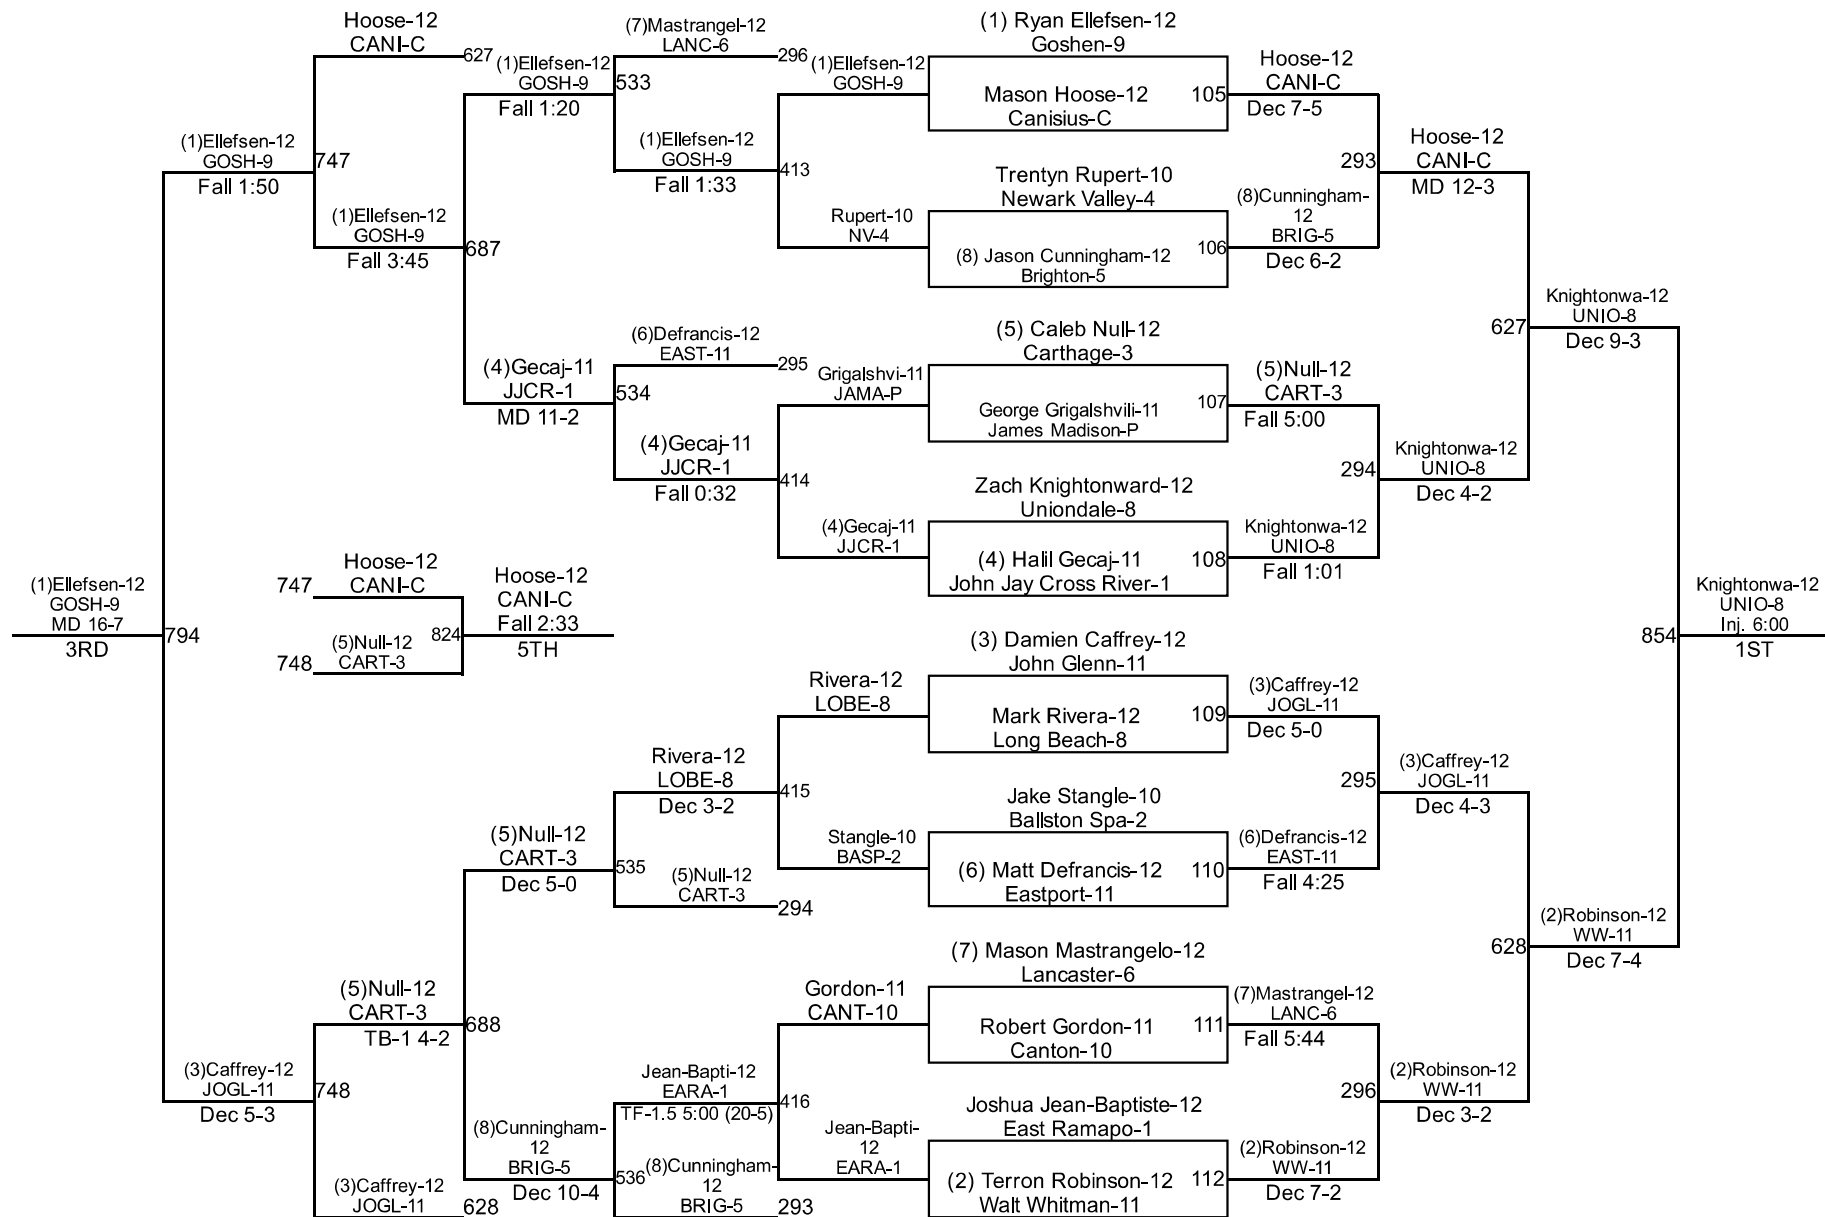 Hoose-12
CANI-C
627
(1)Ellefsen-12
GOSH-9
Fall 1:50
747
(1)Ellefsen-12
GOSH-9
Fall 3:45
(1)Ellefsen-12
GOSH-9
Fall 1:20
687
(4)Gecaj-11
JJCR-1
MD 11-2
(7)Mastrangel-12
LANC-6
296
533
(1)Ellefsen-12
GOSH-9
Fall 1:33
(6)Defrancis-12
EAST-11
295
534
(4)Gecaj-11
JJCR-1
Fall 0:32
(1)Ellefsen-12
GOSH-9
413
Rupert-10
NV-4
Grigalshvi-11
JAMA-P
414
(4)Gecaj-11
JJCR-1
(1) Ryan Ellefsen-12
Goshen-9
Mason Hoose-12
Canisius-C
105
Trentyn Rupert-10
Newark Valley-4
(8) Jason Cunningham-12
Brighton-5
106
(5) Caleb Null-12
Carthage-3
George Grigalshvili-11
James Madison-P
107
Zach Knightonward-12
Uniondale-8
(4) Halil Gecaj-11
John Jay Cross River-1
108
Hoose-12
CANI-C
Dec 7-5
293
(8)Cunningham-
12
BRIG-5
Dec 6-2
(5)Null-12
CART-3
Fall 5:00
294
Knightonwa-12
UNIO-8
Fall 1:01
Hoose-12
CANI-C
MD 12-3
627
Knightonwa-12
UNIO-8
Dec 4-2
Knightonwa-12
UNIO-8
Dec 9-3
(1)Ellefsen-12
GOSH-9
MD 16-7
3RD
794
747
Hoose-12
CANI-C
748
(5)Null-12
CART-3
824
Hoose-12
CANI-C
Fall 2:33
5TH
854
Knightonwa-12
UNIO-8
Inj. 6:00
1ST
(3)Caffrey-12
JOGL-11
Dec 5-3
(5)Null-12
CART-3
TB-1 4-2
748
(3)Caffrey-12
JOGL-11
628
(5)Null-12
CART-3
Dec 5-0
688
(8)Cunningham-
12
BRIG-5
Dec 10-4
Rivera-12
LOBE-8
Dec 3-2
535
(5)Null-12
CART-3
294
Jean-Bapti-12
EARA-1
TF-1.5 5:00 (20-5)
536
(8)Cunningham-
12
BRIG-5
293
Rivera-12
LOBE-8
415
Stangle-10
BASP-2
Gordon-11
CANT-10
416
Jean-Bapti-
12
EARA-1
(3) Damien Caffrey-12
John Glenn-11
Mark Rivera-12
Long Beach-8
109
Jake Stangle-10
Ballston Spa-2
(6) Matt Defrancis-12
Eastport-11
110
(7) Mason Mastrangelo-12
Lancaster-6
Robert Gordon-11
Canton-10
111
Joshua Jean-Baptiste-12
East Ramapo-1
(2) Terron Robinson-12
Walt Whitman-11
112
(3)Caffrey-12
JOGL-11
Dec 5-0
295
(6)Defrancis-12
EAST-11
Fall 4:25
(7)Mastrangel-12
LANC-6
Fall 5:44
296
(2)Robinson-12
WW-11
Dec 7-2
(3)Caffrey-12
JOGL-11
Dec 4-3
628
(2)Robinson-12
WW-11
Dec 3-2
(2)Robinson-12
WW-11
Dec 7-4